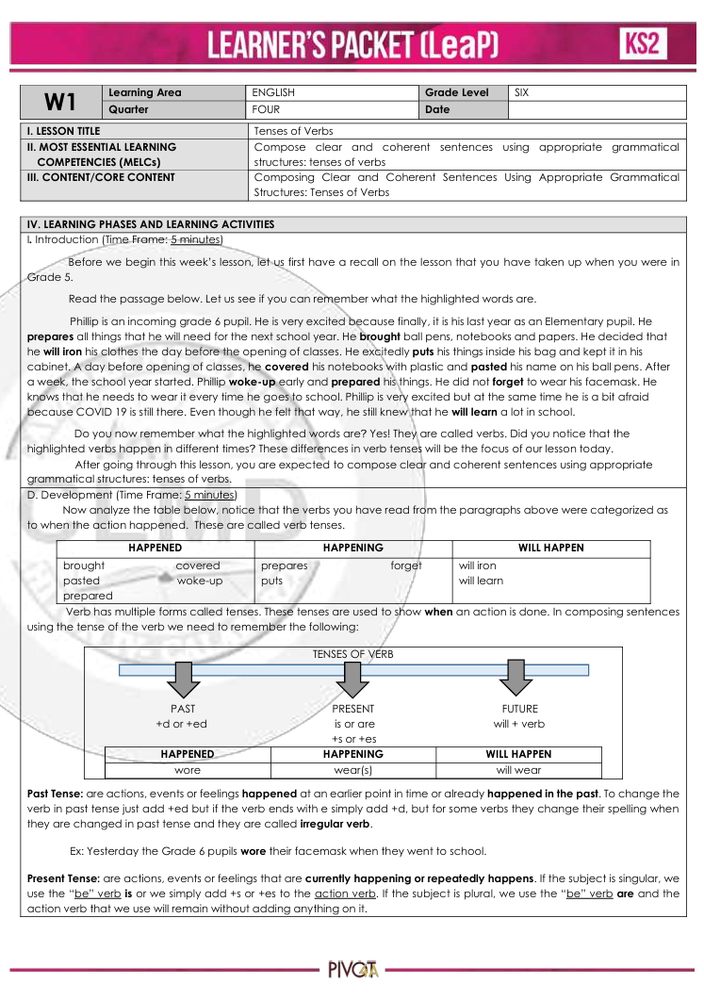 LEARNER'S PACKET (LeaP)
KS2
W1
Learning Area
ENGLISH
Grade Level
SIX
Quarter
FOUR
Date
I. LESSON TITLE
Tenses of Verbs
II. MOST ESSENTIAL LEARNING
COMPETENCIES (MELCs)
Compose clear and coherent sentences using appropriate grammatical
structures: tenses of verbs
III. CONTENT/CORE CONTENT
Composing Clear and Coherent Sentences Using Appropriate Grammatical
Structures: Tenses of Verbs
IV. LEARNING PHASES AND LEARNING ACTIVITIES
I. Introduction (Time Frame: 5 minutes)
Before we begin this week's lesson, let us first have a recall on the lesson that you have taken up when you were in
Grade 5.
Read the passage below. Let us see if you can remember what the highlighted words are.
Phillip is an incoming grade 6 pupil. He is very excited because finally, it is his last year as an Elementary pupil. He
prepares all things that he will need for the next school year. He brought ball pens, notebooks and papers. He decided that
he will iron his clothes the day before the opening of classes. He excitedly puts his things inside his bag and kept it in his
cabinet. A day before opening of classes, he covered his notebooks with plastic and pasted his name on his ball pens. After
a week, the school year started. Phillip woke-up early and prepared his things. He did not forget to wear his facemask. He
knows that he needs to wear it every time he goes to school. Phillip is very excited but at the same time he is a bit afraid
because COVID 19 is still there. Even though he felt that way, he still knew that he will learn a lot in school.
Do you now remember what the highlighted words are? Yes! They are called verbs. Did you notice that the
highlighted verbs happen in different times? These differences in verb tenses will be the focus of our lesson today.
After going through this lesson, you are expected to compose clear and coherent sentences using appropriate
grammatical structures: tenses of verbs.
D. Development (Time Frame: 5 minutes)
Now analyze the table below, notice that the verbs you have read from the paragraphs above were categorized as
to when the action happened. These are called verb tenses.
HAPPENED
HAPPENING
WILL HAPPEN
brought covered
pasted woke-up
prepared
prepares forget
puts
will iron
will learn
Verb has multiple forms called tenses. These tenses are used to show when an action is done. In composing sentences
using the tense of the verb we need to remember the following:
TENSES OF VERB
PAST
+d or +ed
PRESENT
is or are
+s or +es
FUTURE
will + verb
HAPPENED
HAPPENING
WILL HAPPEN
wore
wear(s)
will wear
Past Tense: are actions, events or feelings happened at an earlier point in time or already happened in the past. To change the
verb in past tense just add +ed but if the verb ends with e simply add +d, but for some verbs they change their spelling when
they are changed in past tense and they are called irregular verb.
Ex: Yesterday the Grade 6 pupils wore their facemask when they went to school.
Present Tense: are actions, events or feelings that are currently happening or repeatedly happens. If the subject is singular, we
use the "be" verb is or we simply add +s or +es to the action verb. If the subject is plural, we use the "be" verb are and the
action verb that we use will remain without adding anything on it.
PIVOT 4A